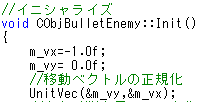 //イニシャライズ
void CObjBulletEnemy::Init()
{
m_vx=-1.0f;
m_vy= 0.0f;
//移動ベクトルの正規化
UnitVec(&m_vy,&m_vx);